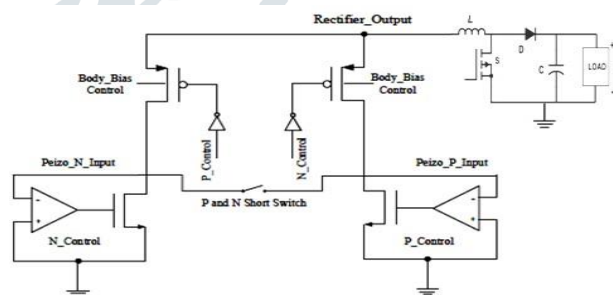 Rectifier_Output
L
D
S
C
LOAD
+
-
Body_Bias
Control
Body_Bias
Control
P_Control
N_Control
Peizo_N_Input
Peizo_P_Input
P and N Short Switch
-
+
-
+
N_Control
P_Control